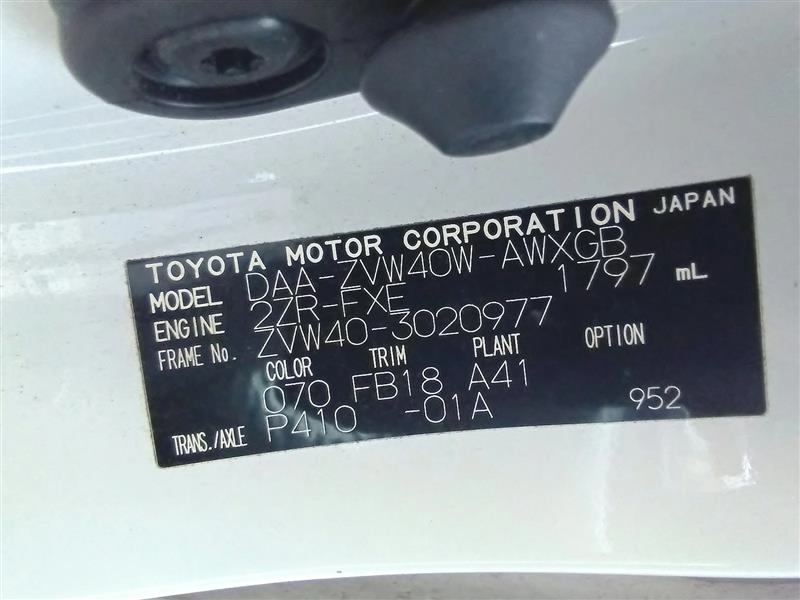 TOYOTA MOTOR CORPORATION JAPAN
MODEL DAA-ZVW40W-AWXGB
ENGINE 2ZR-FXE 1797 mL
FRAME No. ZVW40-3020977
COLOR TRIM PLANT OPTION
070 FB18 A41
TRANS./AXLE P410 -01A 952